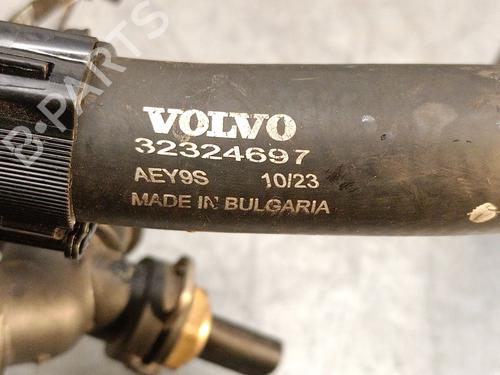 B-PARTS
VOLVO
32324697
AEY9S 10/23
MADE IN BULGARIA